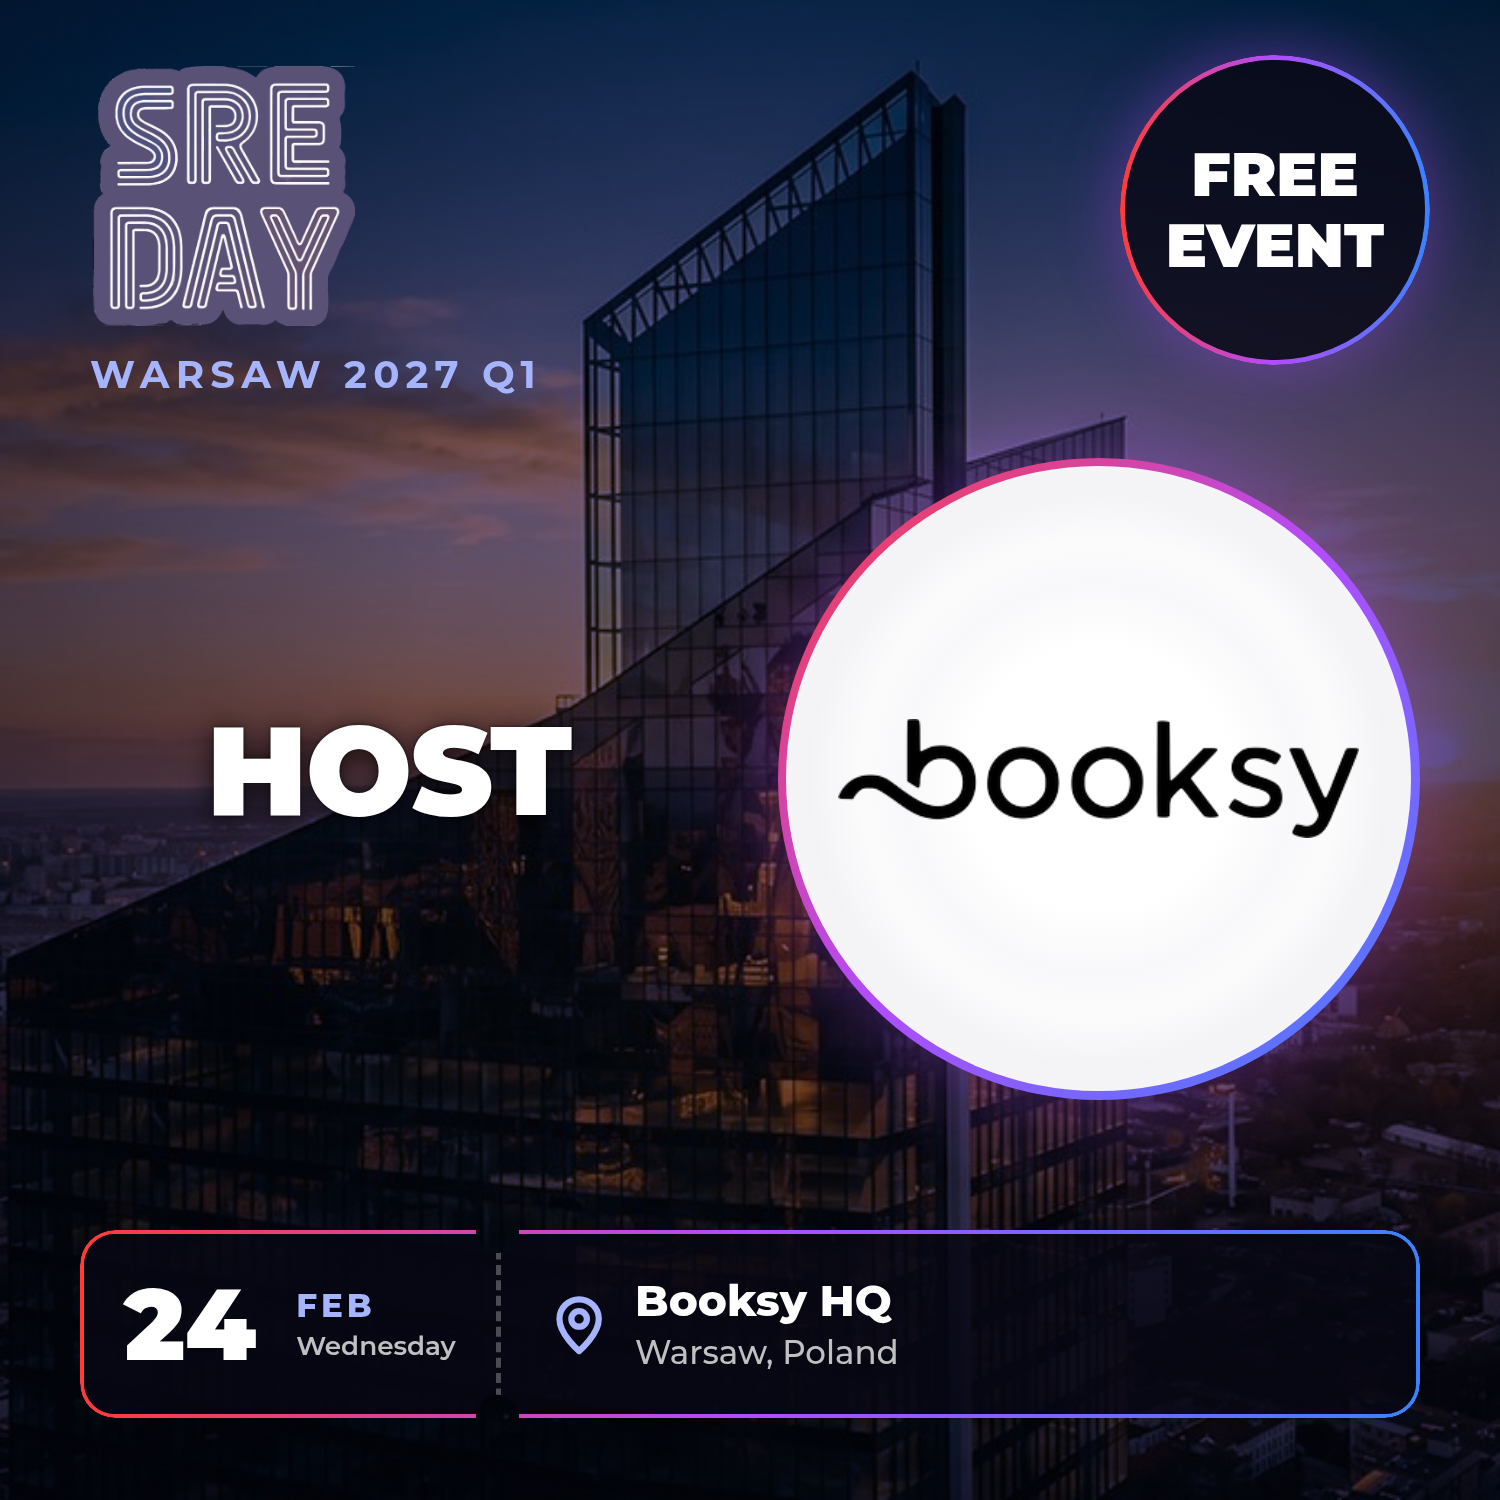 SRE
DAY
WARSAW 2027 Q1
FREE
EVENT
HOST
booksy
24
FEB
Wednesday
Booksy HQ
Warsaw, Poland